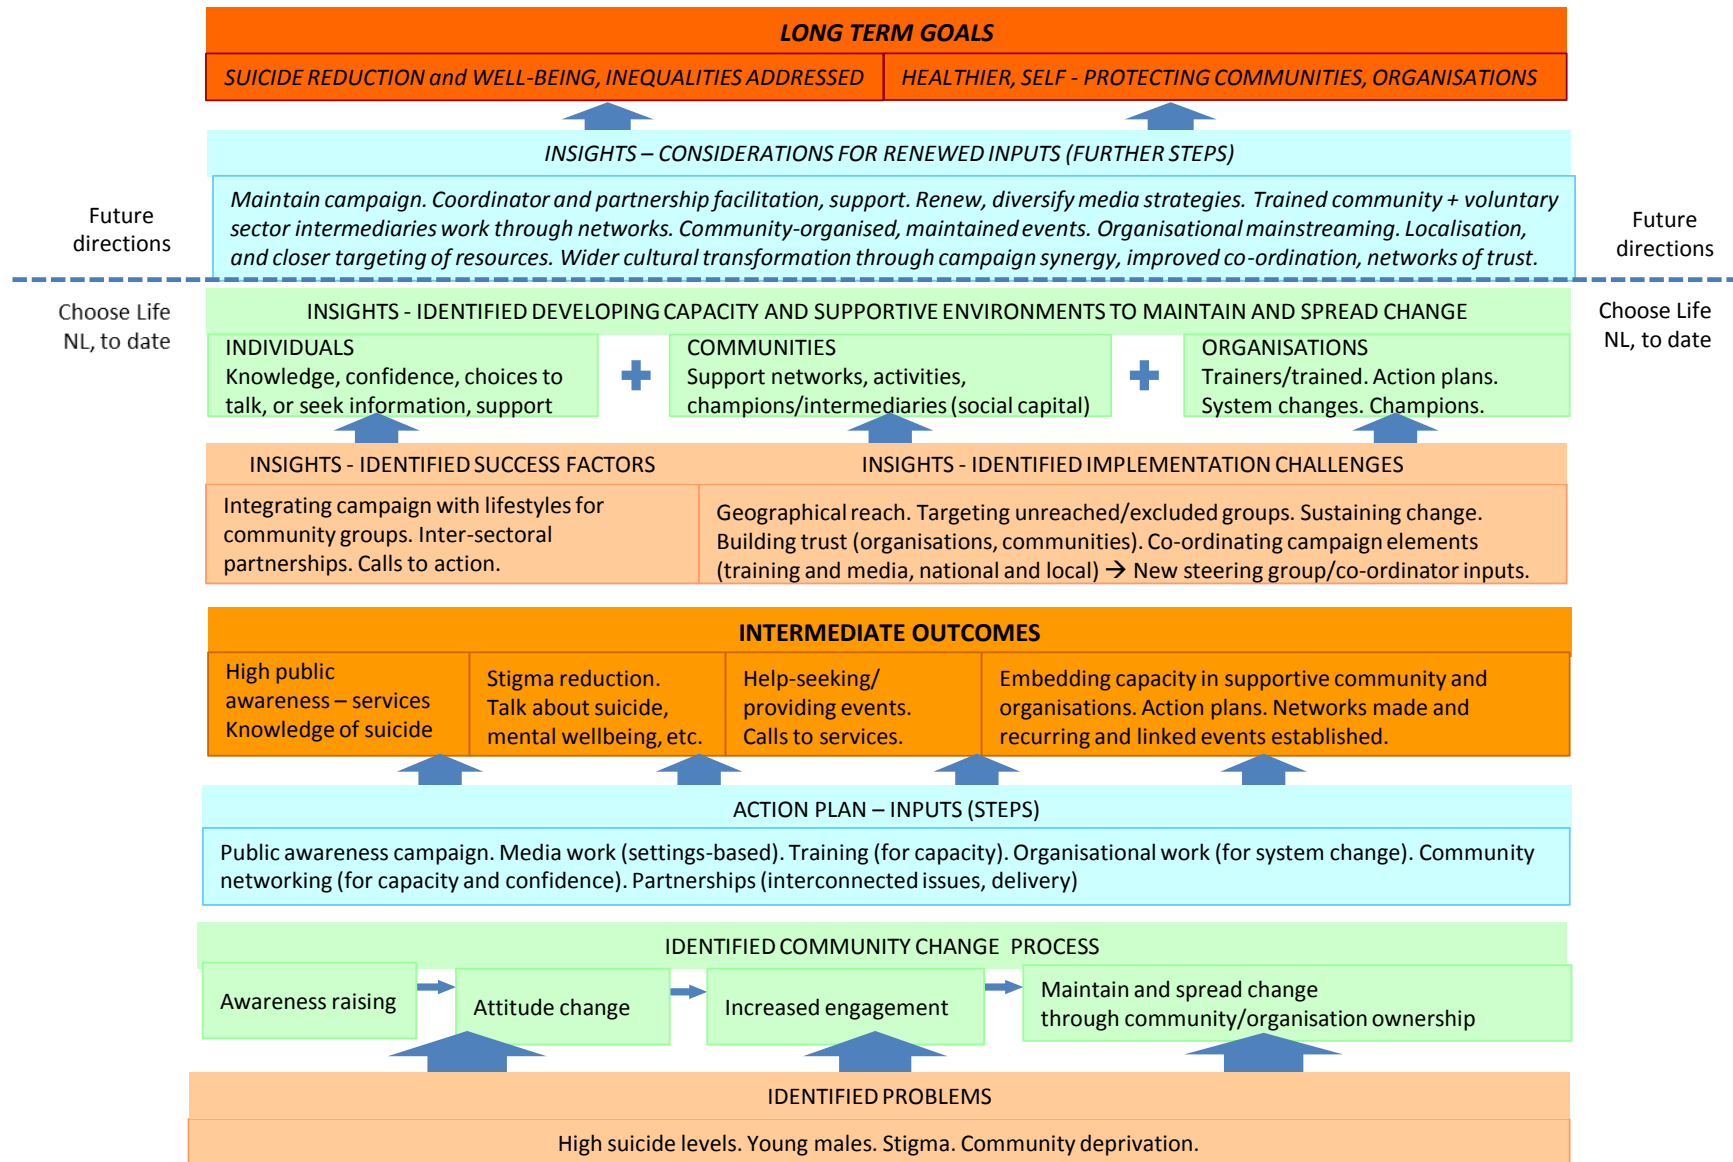 LONG TERM GOALS
SUICIDE REDUCTION and WELL-BEING, INEQUALITIES ADDRESSED
HEALTHIER, SELF - PROTECTING COMMUNITIES, ORGANISATIONS
INSIGHTS – CONSIDERATIONS FOR RENEWED INPUTS (FURTHER STEPS)
Maintain campaign. Coordinator and partnership facilitation, support. Renew, diversify media strategies. Trained community + voluntary
sector intermediaries work through networks. Community-organised, maintained events. Organisational mainstreaming. Localisation,
and closer targeting of resources. Wider cultural transformation through campaign synergy, improved co-ordination, networks of trust.
Future
directions
Future
directions
Choose Life
NL, to date
Choose Life
NL, to date
INSIGHTS - IDENTIFIED DEVELOPING CAPACITY AND SUPPORTIVE ENVIRONMENTS TO MAINTAIN AND SPREAD CHANGE
INDIVIDUALS
Knowledge, confidence, choices to
talk, or seek information, support
COMMUNITIES
Support networks, activities,
champions/intermediaries (social capital)
ORGANISATIONS
Trainers/trained. Action plans.
System changes. Champions.
INSIGHTS - IDENTIFIED SUCCESS FACTORS
INSIGHTS - IDENTIFIED IMPLEMENTATION CHALLENGES
Integrating campaign with lifestyles for
community groups. Inter-sectoral
partnerships. Calls to action.
Geographical reach. Targeting unreached/excluded groups. Sustaining change.
Building trust (organisations, communities). Co-ordinating campaign elements
(training and media, national and local) → New steering group/co-ordinator inputs.
INTERMEDIATE OUTCOMES
High public
awareness – services
Knowledge of suicide
Stigma reduction.
Talk about suicide,
mental wellbeing, etc.
Help-seeking/
providing events.
Calls to services.
Embedding capacity in supportive community and
organisations. Action plans. Networks made and
recurring and linked events established.
ACTION PLAN – INPUTS (STEPS)
Public awareness campaign. Media work (settings-based). Training (for capacity). Organisational work (for system change). Community
networking (for capacity and confidence). Partnerships (interconnected issues, delivery)
IDENTIFIED COMMUNITY CHANGE PROCESS
Awareness raising
Attitude change
Increased engagement
Maintain and spread change
through community/organisation ownership
IDENTIFIED PROBLEMS
High suicide levels. Young males. Stigma. Community deprivation.